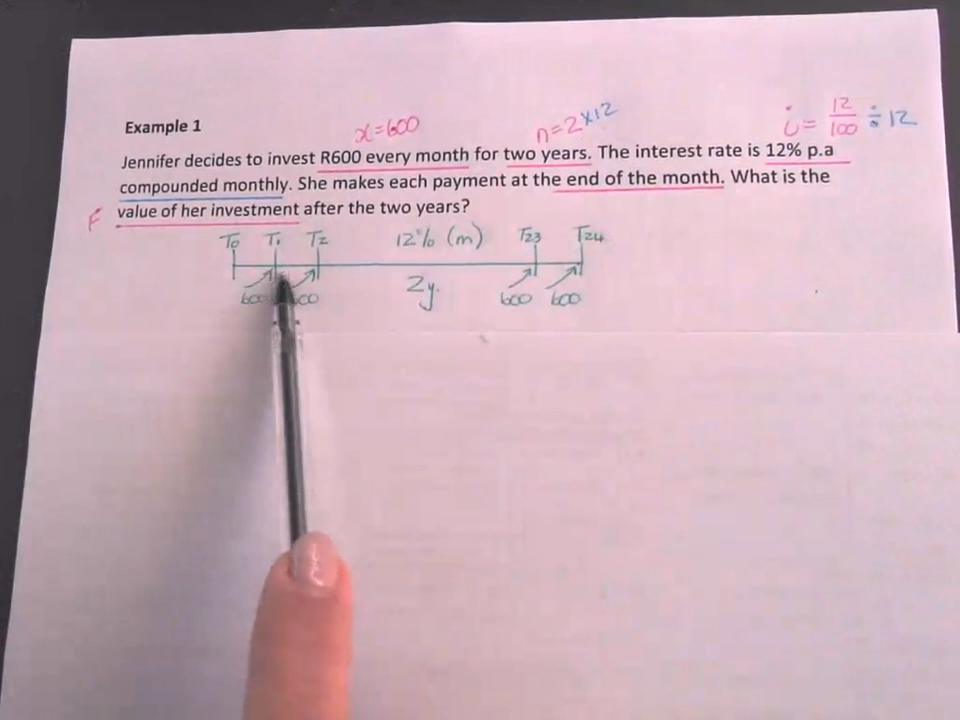 Example 1
x=600 n=2×12 i= 12/100 ÷ 12
Jennifer decides to invest R600 every month for two years. The interest rate is 12% p.a
compounded monthly. She makes each payment at the end of the month. What is the
F value of her investment after the two years?
T0 T1 T2 12% (m) T23 T24
600 600 2y. 600 600